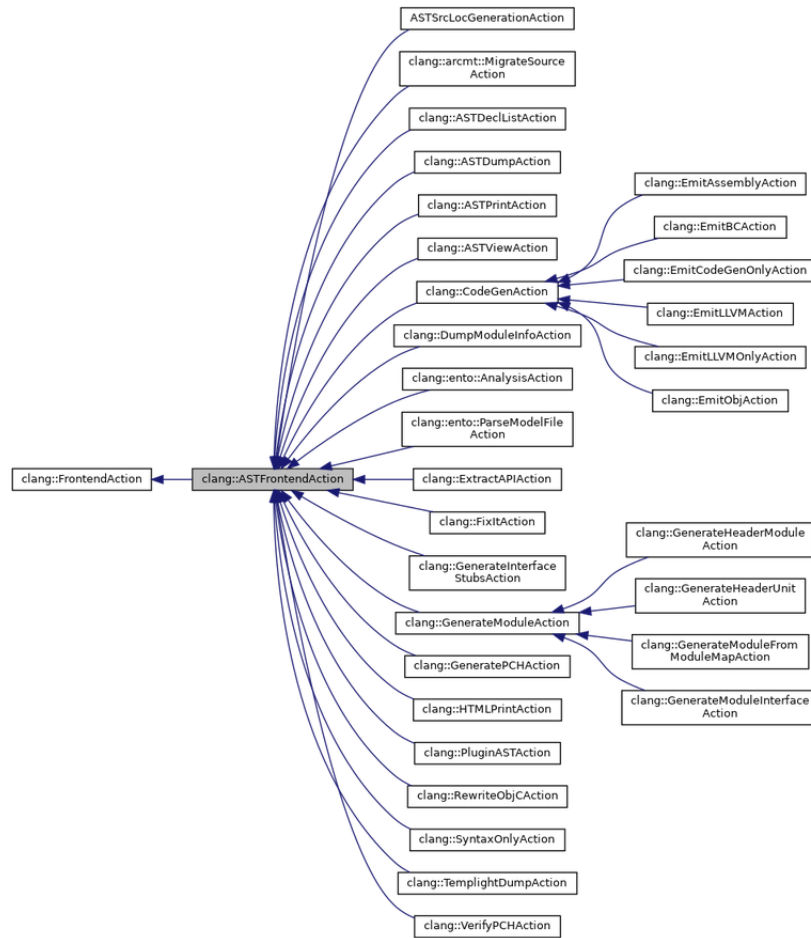 ASTSrcLocGenerationAction
clang::arcmt::MigrateSource
Action
clang::ASTDeclListAction
clang::ASTDumpAction
clang::ASTPrintAction
clang::ASTViewAction
clang::CodeGenAction
clang::EmitAssemblyAction
clang::EmitBCAction
clang::EmitCodeGenOnlyAction
clang::EmitLLVMAction
clang::EmitLLVMOnlyAction
clang::EmitObjAction
clang::DumpModuleInfoAction
clang::ento::AnalysisAction
clang::ento::ParseModelFile
Action
clang::FrontendAction
clang::ASTFrontendAction
clang::ExtractAPIAction
clang::FixItAction
clang::GenerateInterface
StubsAction
clang::GenerateModuleAction
clang::GenerateHeaderModule
Action
clang::GenerateHeaderUnit
Action
clang::GenerateModuleFrom
ModuleMapAction
clang::GenerateModuleInterface
Action
clang::GeneratePCHAction
clang::HTMLPrintAction
clang::PluginASTAction
clang::RewriteObjCAction
clang::SyntaxOnlyAction
clang::TemplightDumpAction
clang::VerifyPCHAction